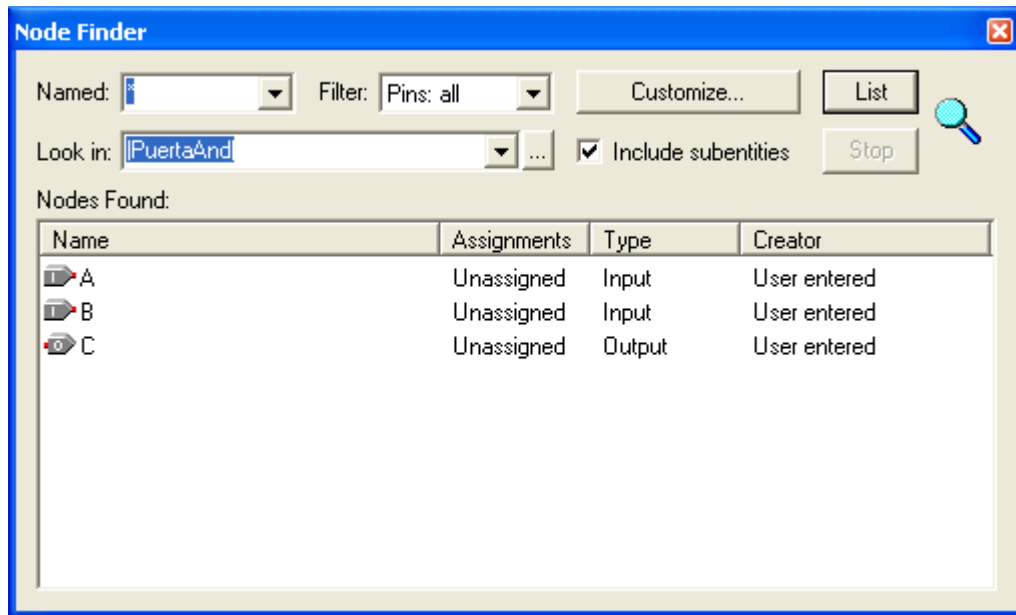 Node Finder
Named: * Filter: Pins: all Customize... List
Look in: |PuertaAnd| ... Include subentities Stop
Nodes Found:
Name Assignments Type Creator
A Unassigned Input User entered
B Unassigned Input User entered
C Unassigned Output User entered